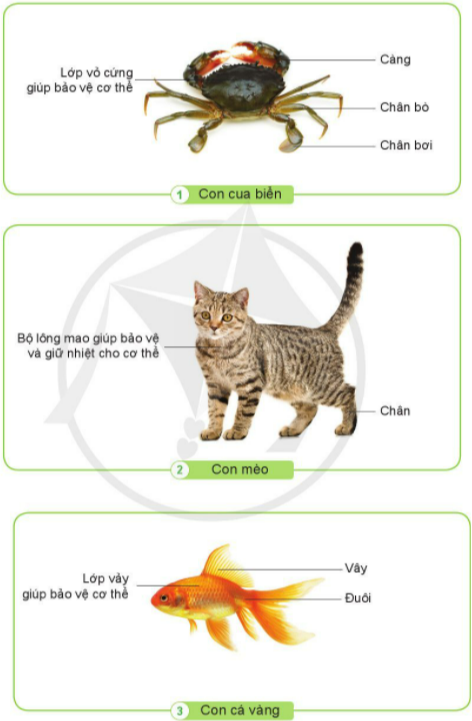 Lớp vỏ cứng
giúp bảo vệ cơ thể
Càng
Chân bò
Chân bơi
1 Con cua biển
Bộ lông mao giúp bảo vệ
và giữ nhiệt cho cơ thể
Chân
2 Con mèo
Lớp vảy
giúp bảo vệ cơ thể
Vây
Đuôi
3 Con cá vàng